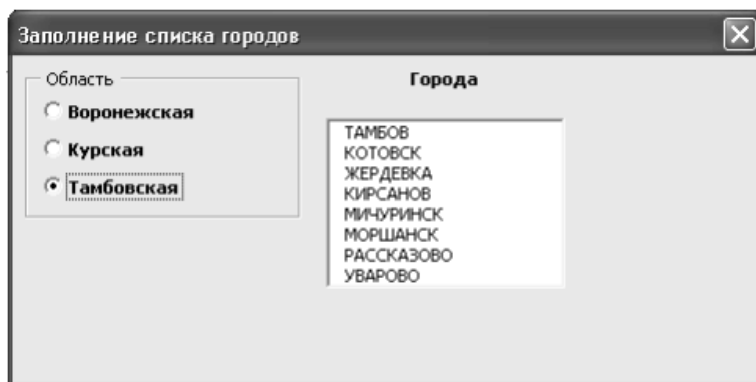 Заполнение списка городов
Область
Воронежская
Курская
Тамбовская
Города
ТАМБОВ
КОТОВСК
ЖЕРДЕВКА
КИРСАНОВ
МИЧУРИНСК
МОРШАНСК
РАССКАЗОВО
УВАРОВО